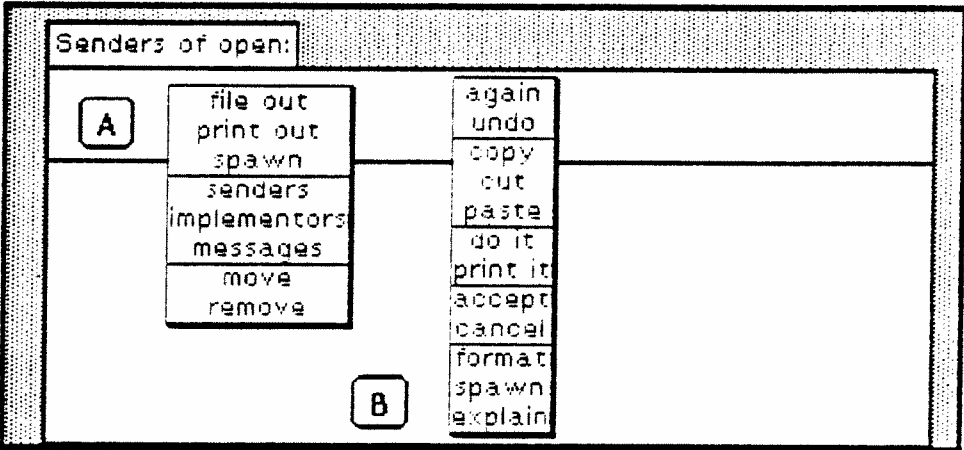 Senders of open:
A
file out
print out
spawn
senders
implementors
messages
move
remove
again
undo
copy
cut
paste
do it
print it
accept
cancel
format
spawn
explain
B